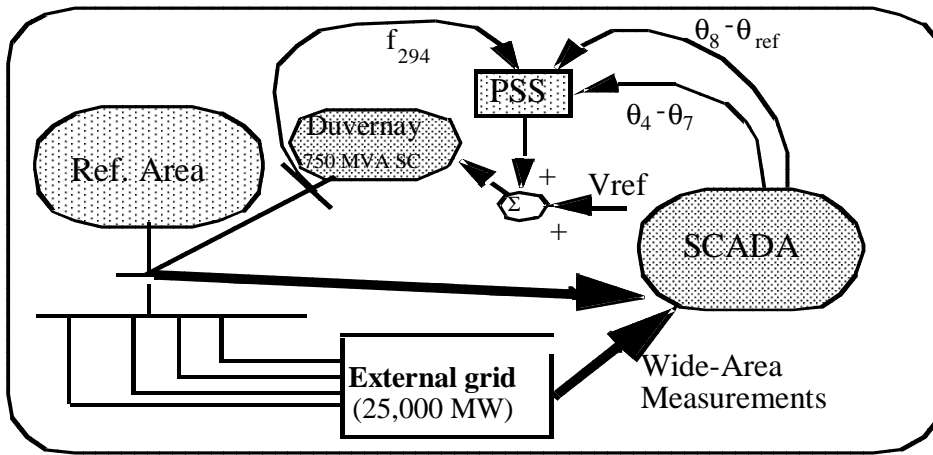 f294
θ8 - θref
PSS
θ4 - θ7
Duvernay
750 MVA SC
Ref. Area
+
Vref
Σ
+
SCADA
External grid
(25,000 MW)
Wide-Area
Measurements